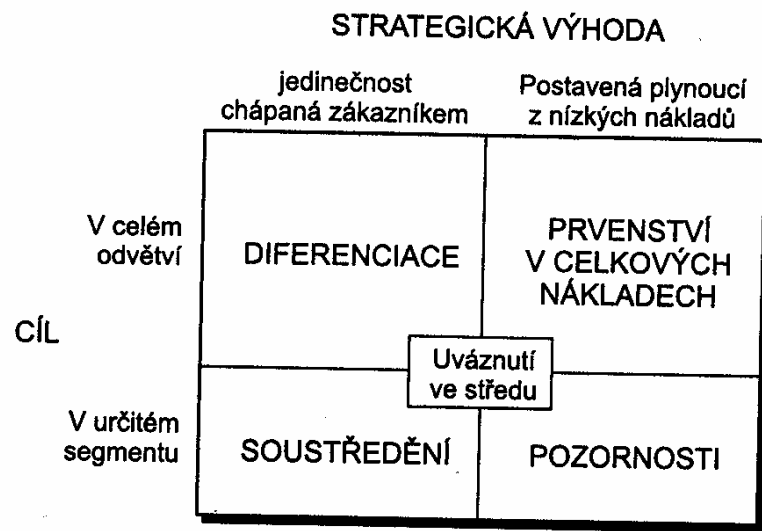 STRATEGICKÁ VÝHODA
jedinečnost
chápaná zákazníkem
Postavená plynoucí
z nízkých nákladů
V celém
odvětví
DIFERENCIACE
PRVENSTVÍ
V CELKOVÝCH
NÁKLADECH
CÍL
Uváznutí
ve středu
V určitém
segmentu
SOUSTŘEDĚNÍ
POZORNOSTI